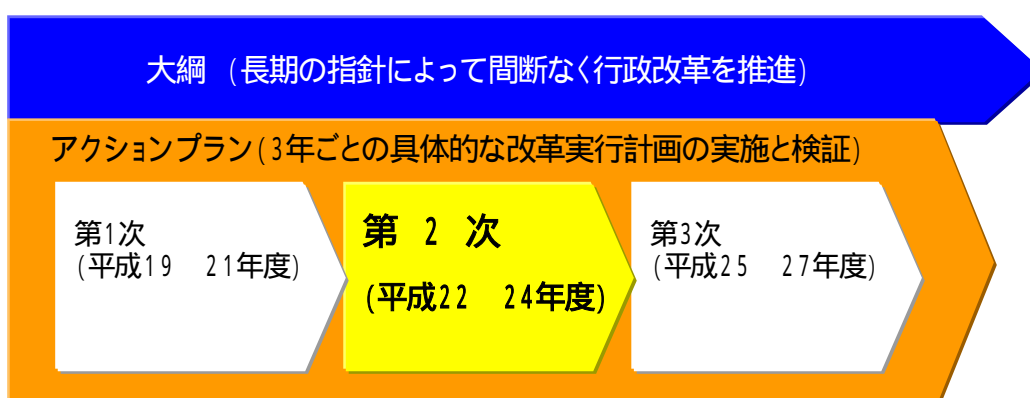 大綱 (長期の指針によって間断なく行政改革を推進)
アクションプラン(3年ごとの具体的な改革実行計画の実施と検証)
第1次
(平成19　21年度)
第 2 次
(平成22　24年度)
第3次
(平成25　27年度)